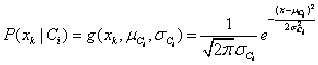 P(x_k | C_i) = g(x_k, μ_{C_i}, σ_{C_i}) = \frac{1}{\sqrt{2π}σ_{C_i}} e^{-\frac{(x-μ_{C_i})^2}{2σ_{C_i}^2}}